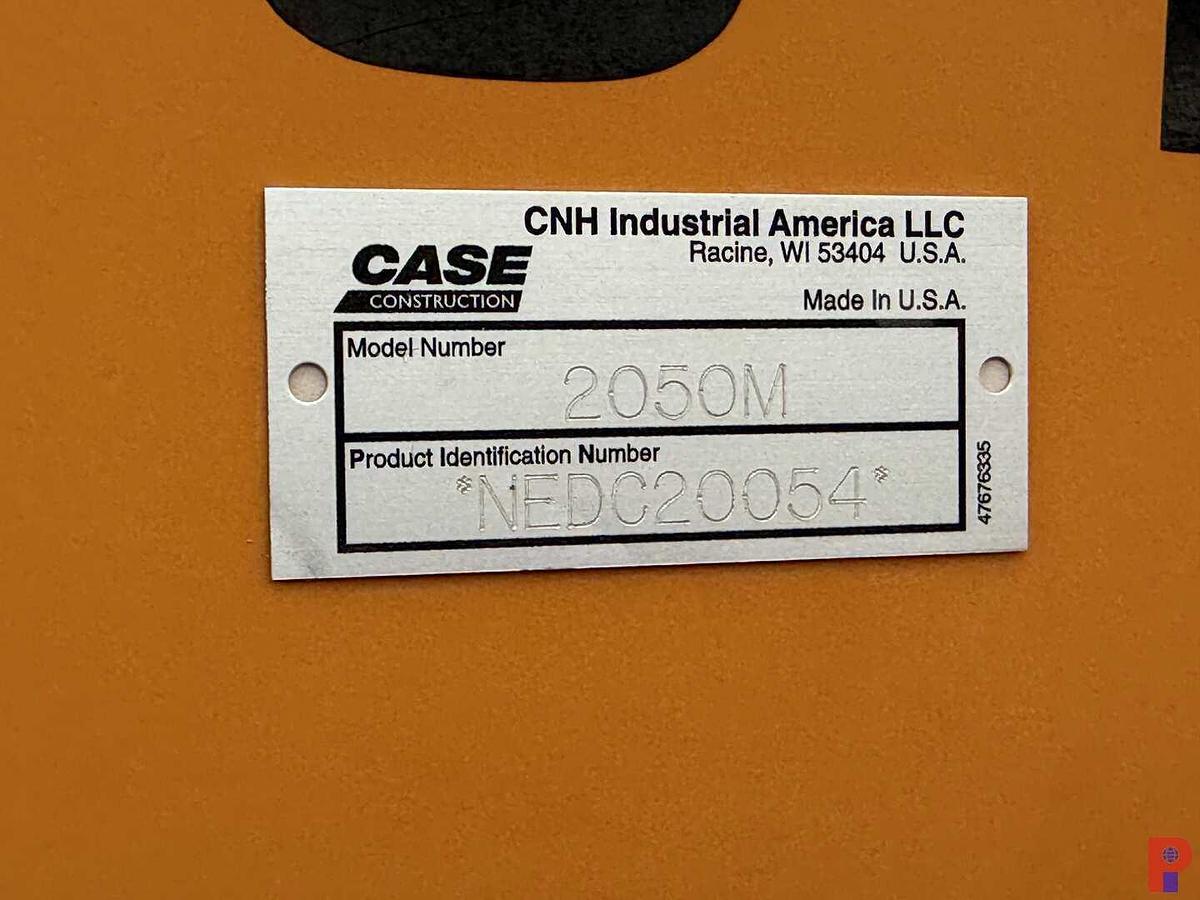 CNH Industrial America LLC
Racine, WI 53404 U.S.A.
CASE
CONSTRUCTION
Made In U.S.A.
Model Number
2050M
Product Identification Number
*NEDC20054*
47676335